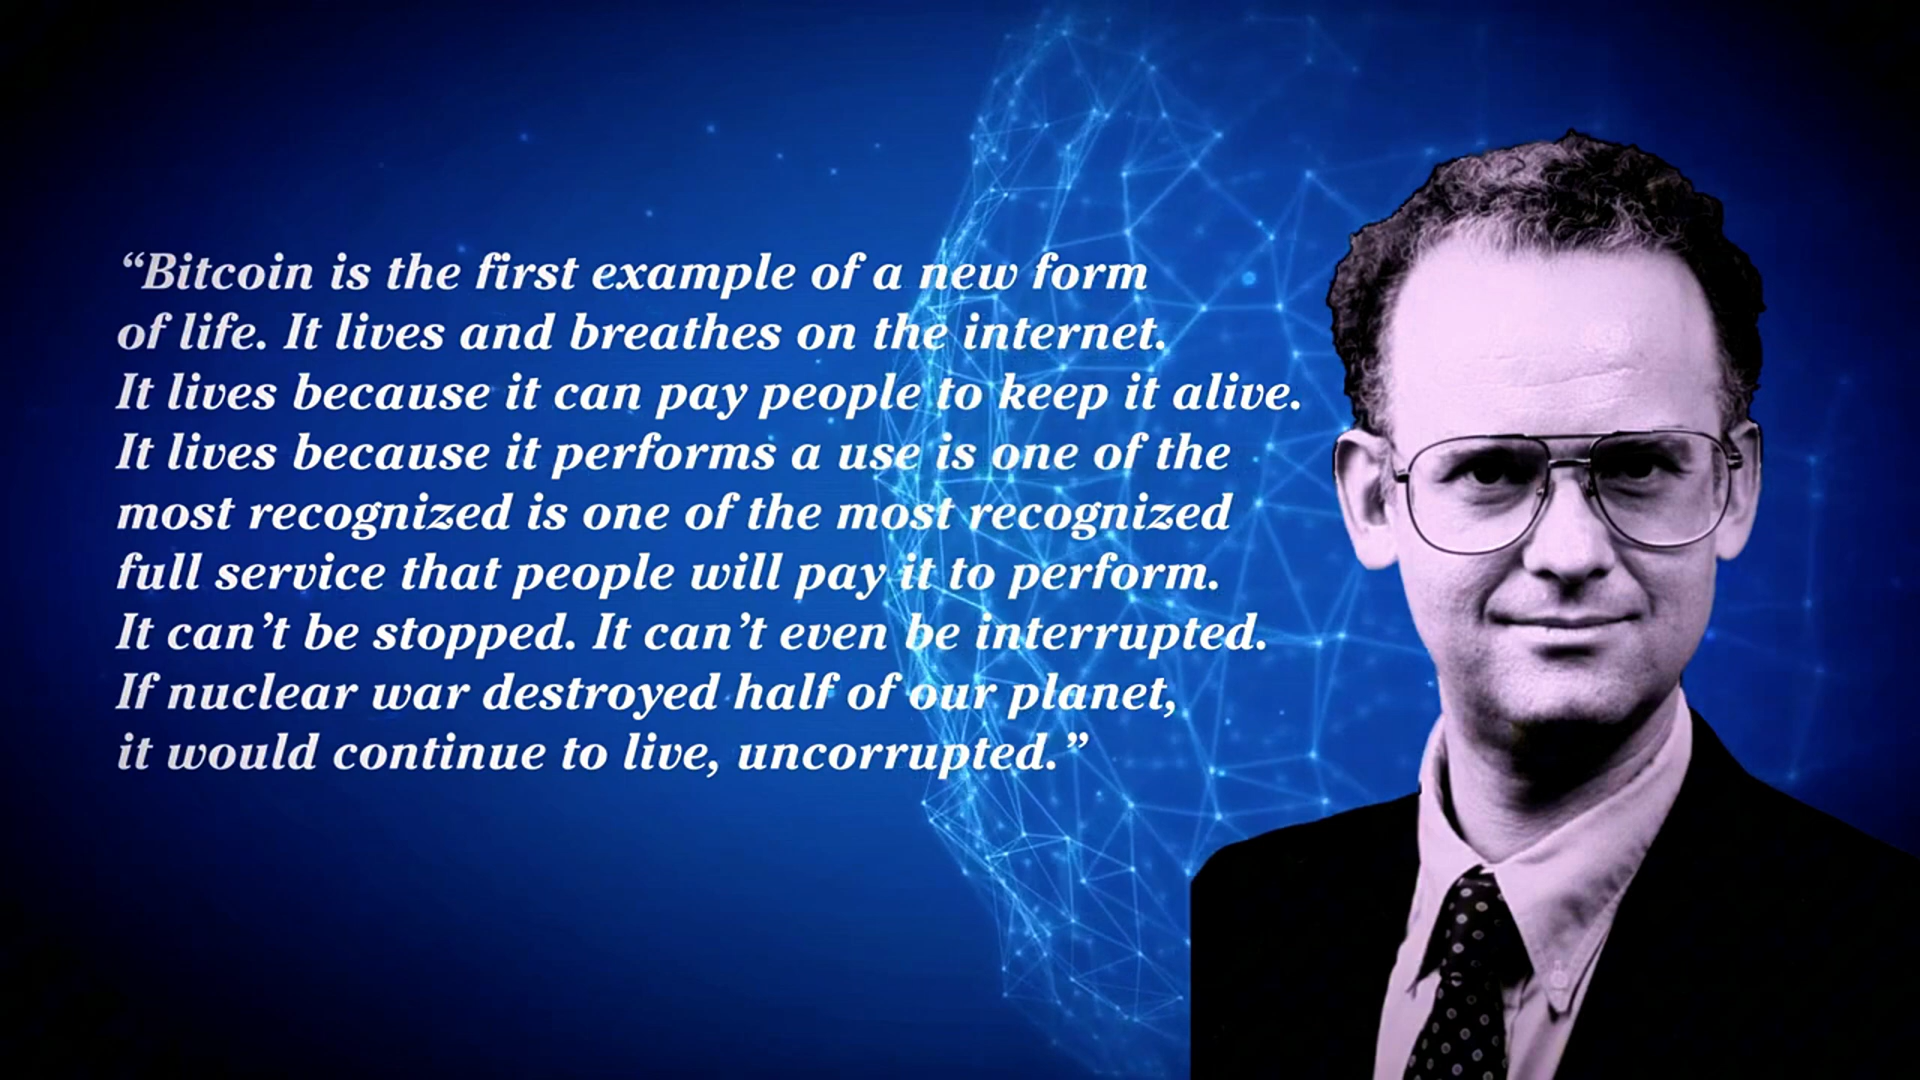 “Bitcoin is the first example of a new form
of life. It lives and breathes on the internet.
It lives because it can pay people to keep it alive.
It lives because it performs a use is one of the
most recognized is one of the most recognized
full service that people will pay it to perform.
It can’t be stopped. It can’t even be interrupted.
If nuclear war destroyed half of our planet,
it would continue to live, uncorrupted.”